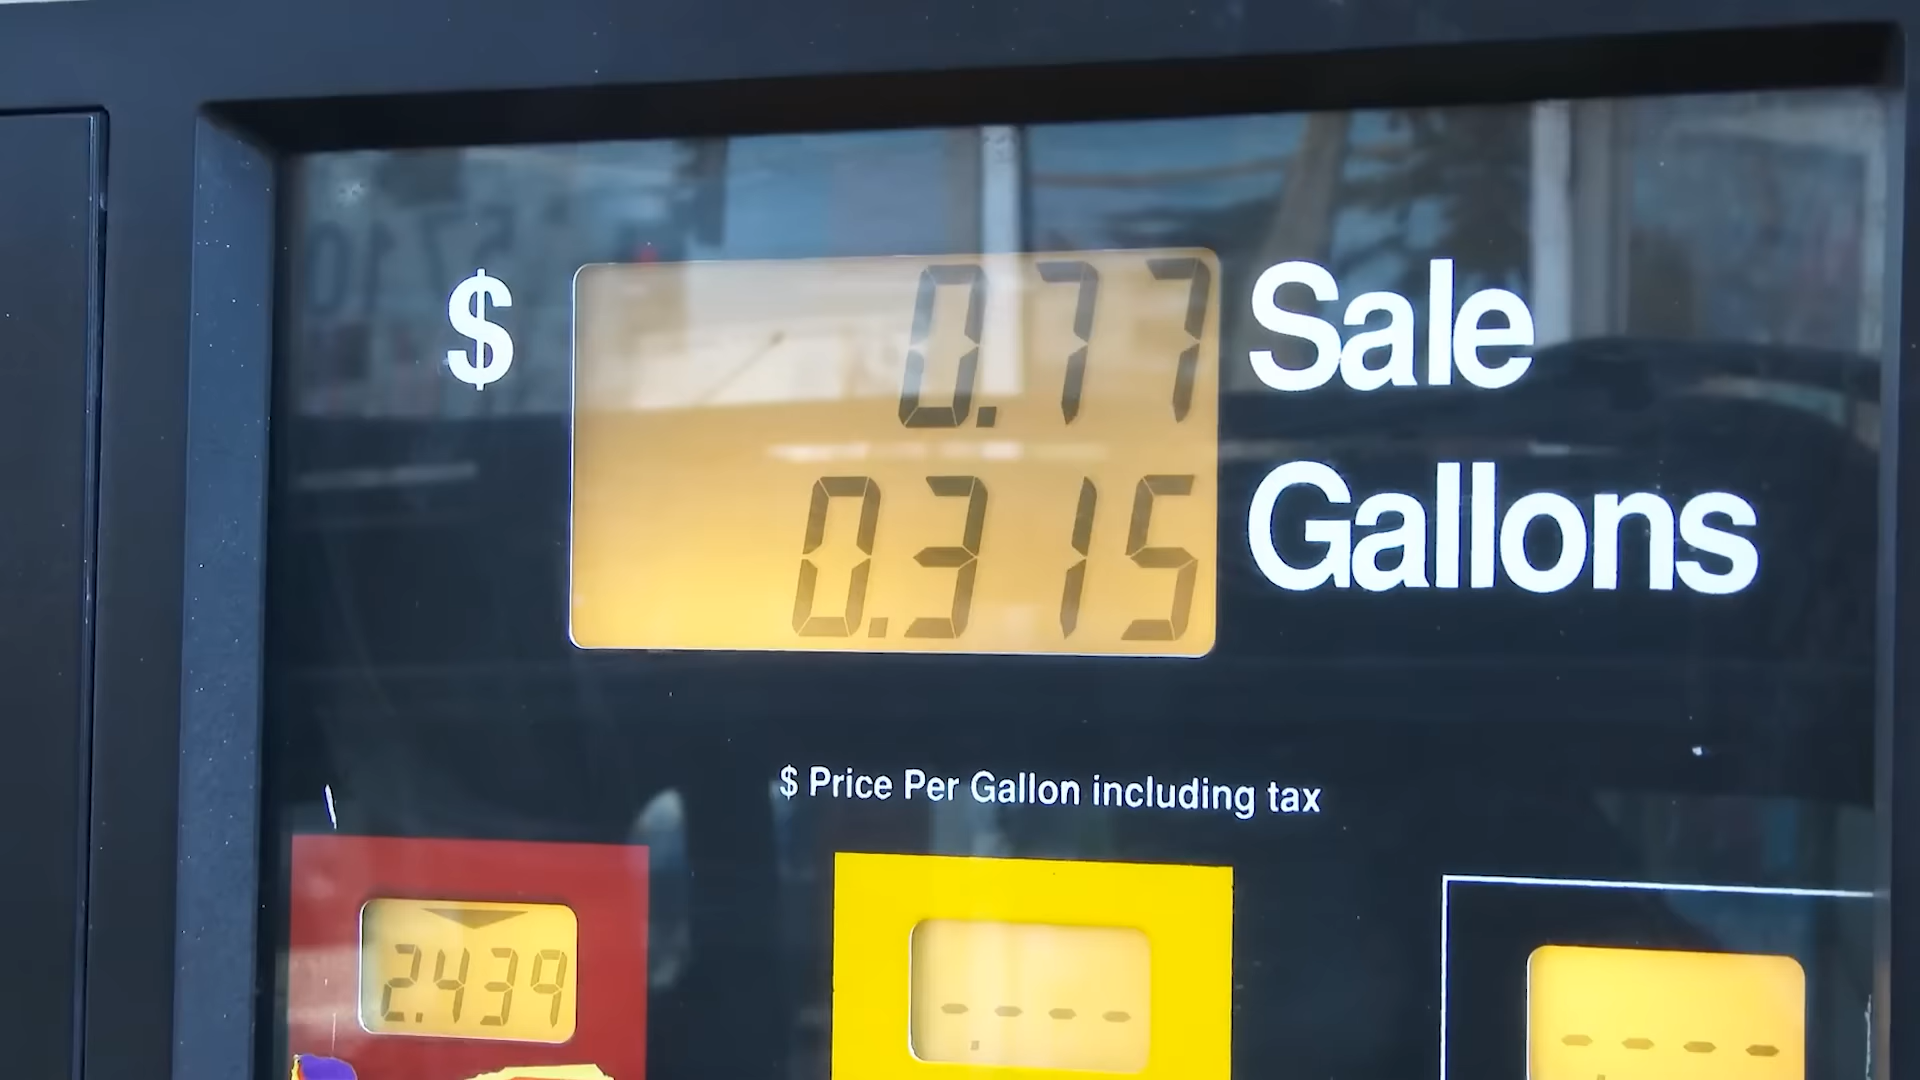 $ 0.77 Sale
0.315 Gallons
$ Price Per Gallon including tax
2.439